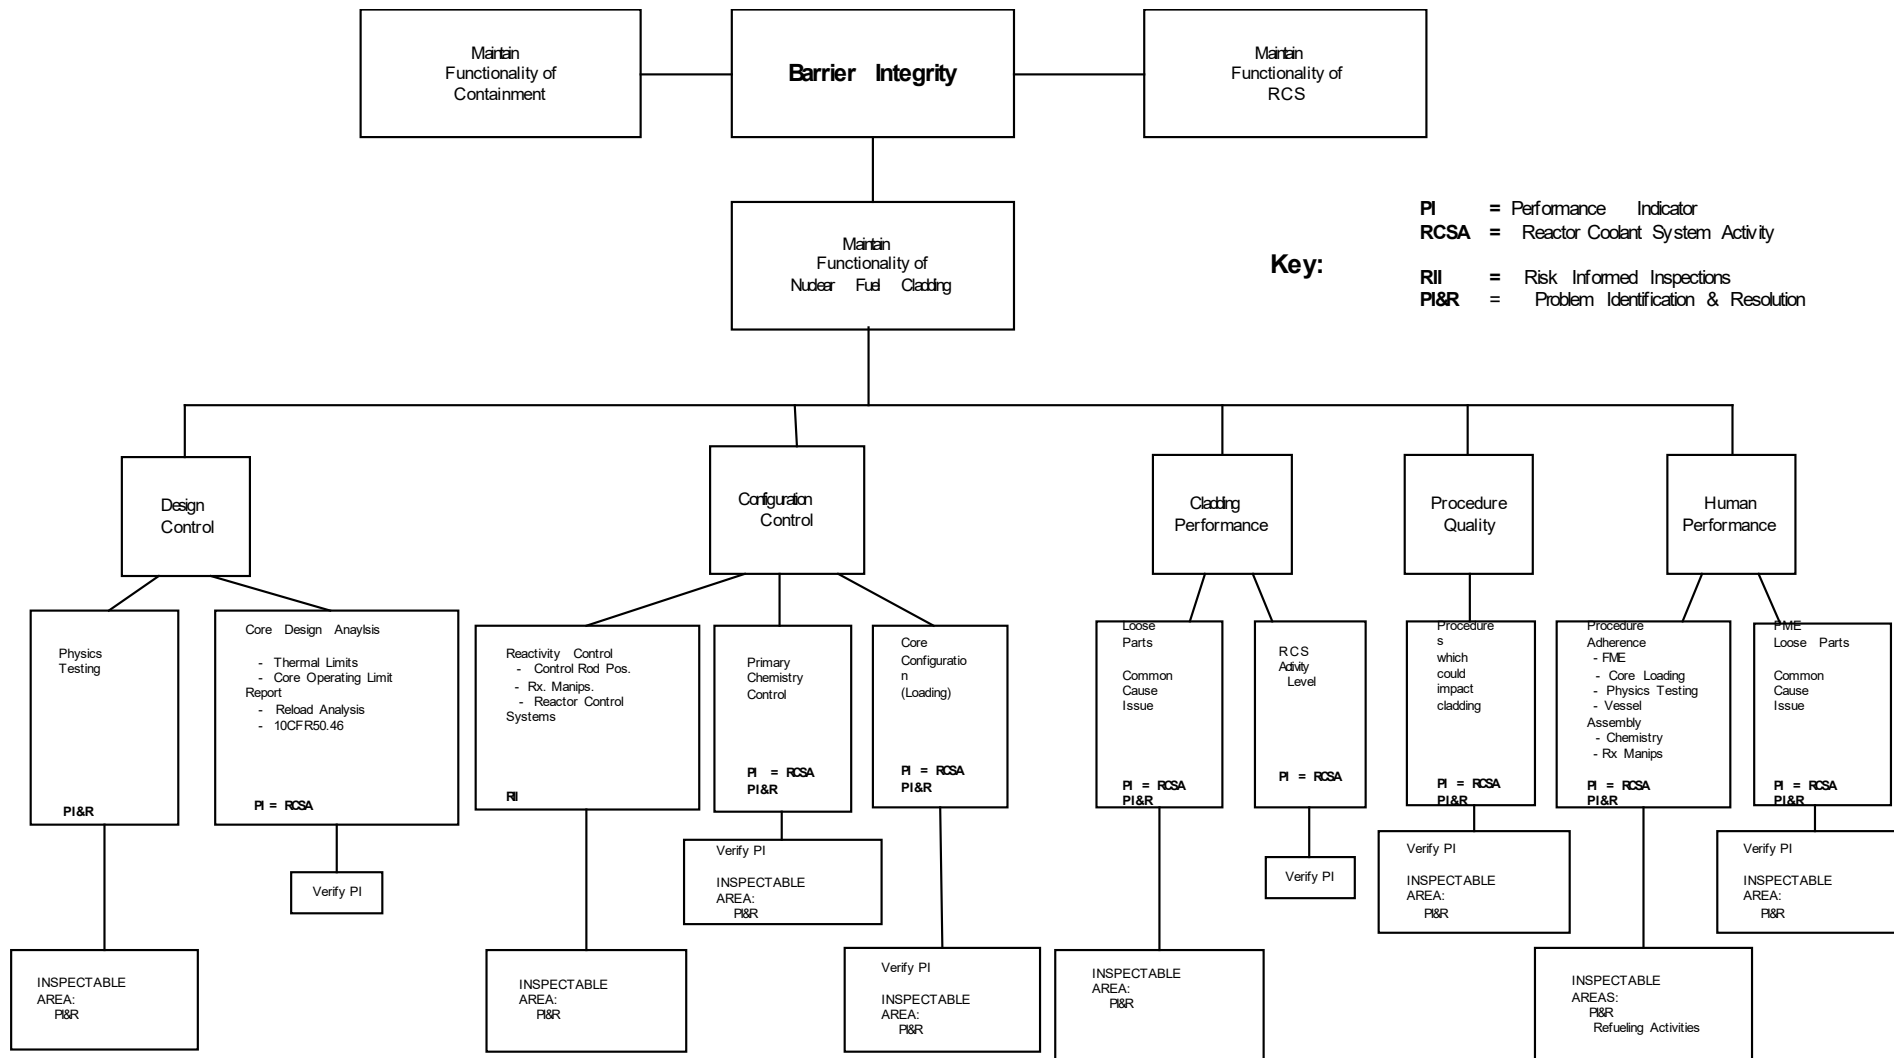 Maintain
Functionality of
Containment
Barrier Integrity
Maintain
Functionality of
RCS
Maintain
Functionality of
Nuclear Fuel Cladding
Key:
PI = Performance Indicator
RCSA = Reactor Coolant System Activity
RII = Risk Informed Inspections
PI&R = Problem Identification & Resolution
Design
Control
Configuration
Control
Cladding
Performance
Procedure
Quality
Human
Performance
Physics
Testing
PI&R
Core Design Anaylsis
- Thermal Limits
- Core Operating Limit
Report
- Reload Analysis
- 10CFR50.46
PI = RCSA
Reactivity Control
- Control Rod Pos.
- Rx. Manips.
- Reactor Control
Systems
RII
Primary
Chemistry
Control
PI = RCSA
PI&R
Core
Configuratio
n
(Loading)
PI = RCSA
PI&R
Loose
Parts
Common
Cause
Issue
PI = RCSA
PI&R
RCS
Activity
Level
PI = RCSA
Procedure
s
which
could
impact
cladding
PI = RCSA
PI&R
Procedure
Adherence
- FME
- Core Loading
- Physics Testing
- Vessel
Assembly
- Chemistry
- Rx Manips
PI = RCSA
PI&R
FME
Loose Parts
Common
Cause
Issue
PI = RCSA
PI&R
Verify PI
Verify PI
INSPECTABLE
AREA:
PI&R
Verify PI
Verify PI
INSPECTABLE
AREA:
PI&R
Verify PI
INSPECTABLE
AREA:
PI&R
INSPECTABLE
AREA:
PI&R
INSPECTABLE
AREA:
PI&R
Verify PI
INSPECTABLE
AREA:
PI&R
INSPECTABLE
AREA:
PI&R
INSPECTABLE
AREAS:
PI&R
Refueling Activities